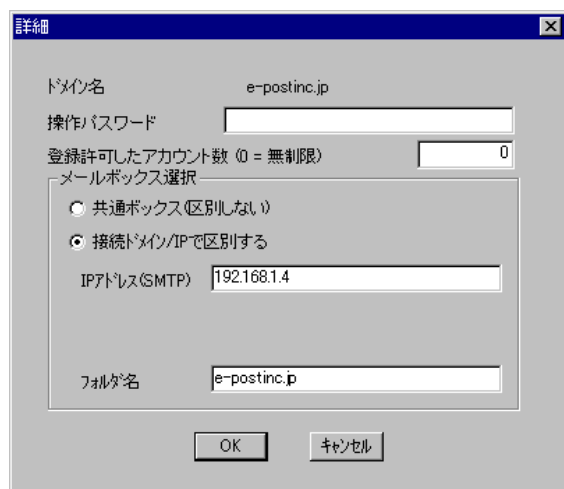 詳細
ﾄﾞﾒｲﾝ名 e-postinc.jp
操作パスワード
登録許可したアカウント数 (0 = 無制限) 0
メールボックス選択
共通ボックス(区別しない)
接続ﾄﾞﾒｲﾝ/IPで区別する
IPｱﾄﾞﾚｽ(SMTP) 192.168.1.4
ﾌｫﾙﾀﾞ名 e-postinc.jp
OK ｷｬﾝｾﾙ